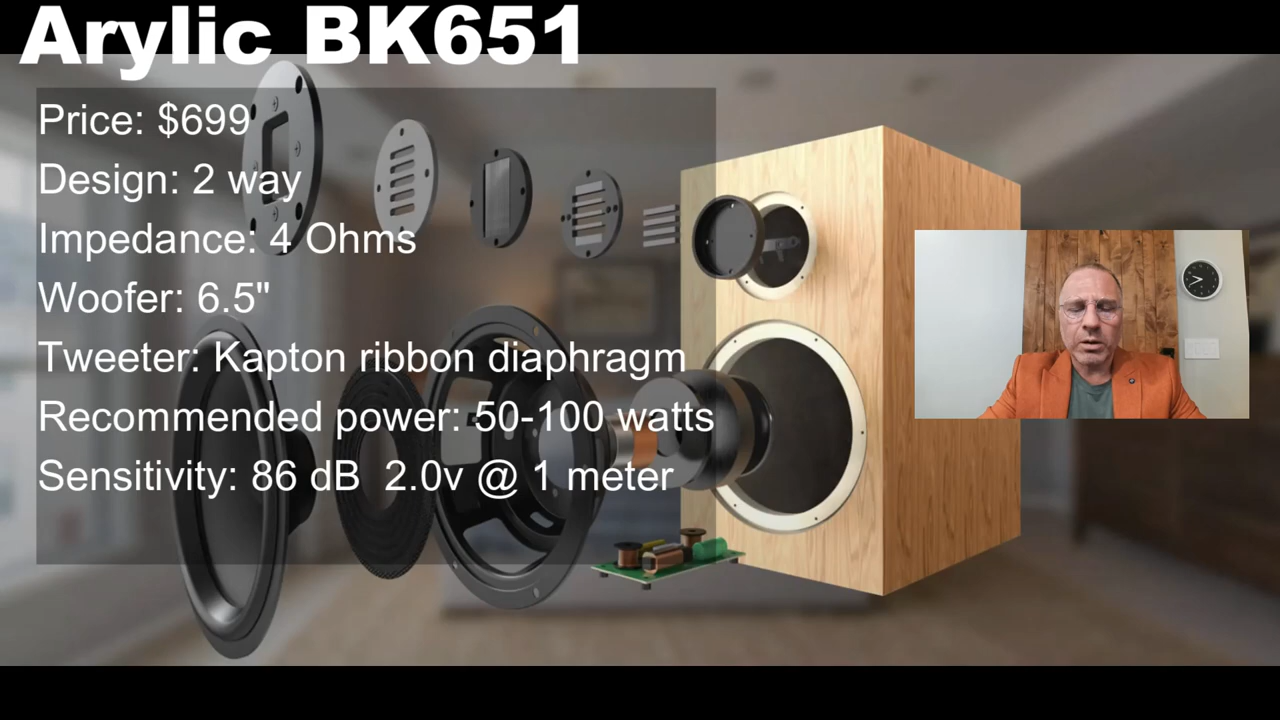 Arylic BK651
Price: $699
Design: 2 way
Impedance: 4 Ohms
Woofer: 6.5"
Tweeter: Kapton ribbon diaphragm
Recommended power: 50-100 watts
Sensitivity: 86 dB  2.0v @ 1 meter